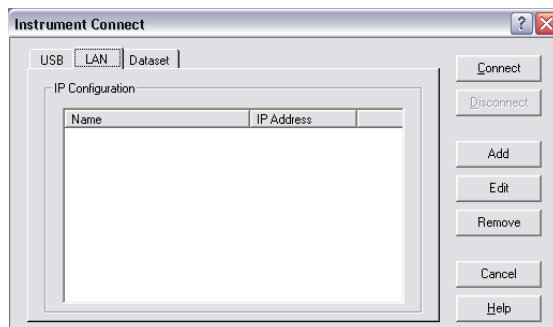 Instrument Connect
USB LAN Dataset
IP Configuration
Name IP Address
Connect
Disconnect
Add
Edit
Remove
Cancel
Help